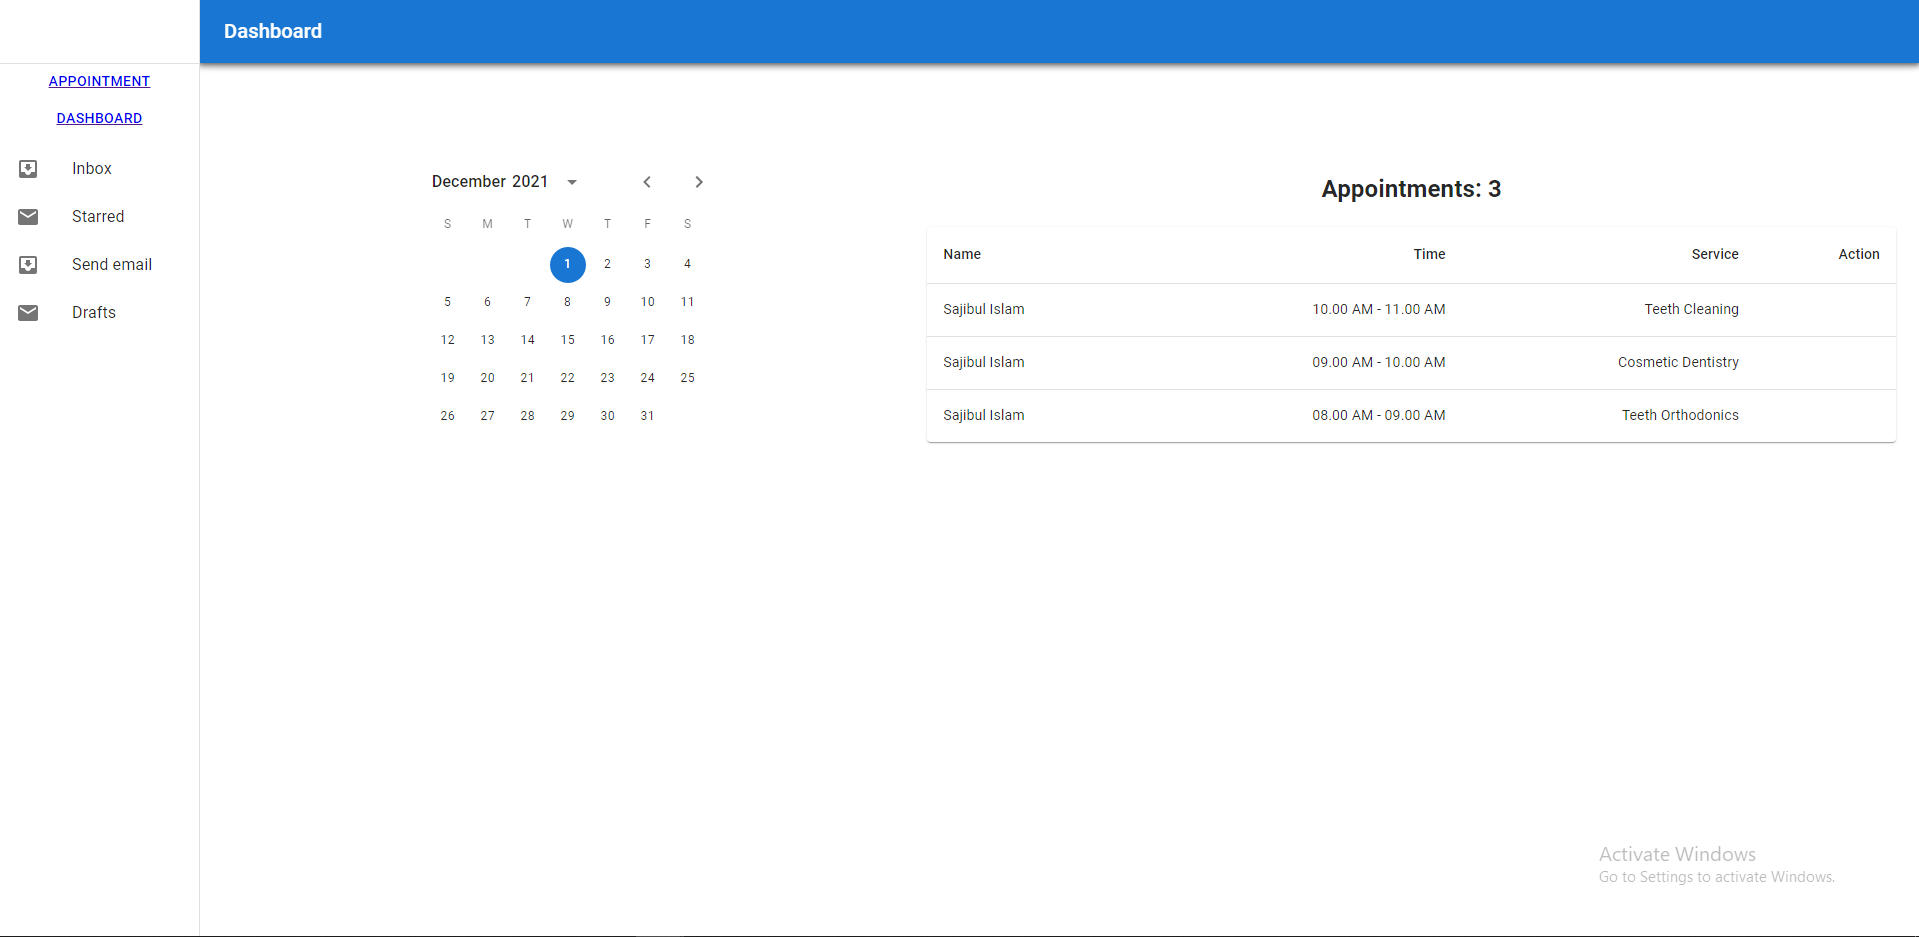 Dashboard
APPOINTMENT
DASHBOARD
Inbox
Starred
Send email
Drafts
December 2021
S M T W T F S
1 2 3 4
5 6 7 8 9 10 11
12 13 14 15 16 17 18
19 20 21 22 23 24 25
26 27 28 29 30 31
Appointments: 3
Name Time Service Action
Sajibul Islam 10.00 AM - 11.00 AM Teeth Cleaning
Sajibul Islam 09.00 AM - 10.00 AM Cosmetic Dentistry
Sajibul Islam 08.00 AM - 09.00 AM Teeth Orthodonics
Activate Windows
Go to Settings to activate Windows.